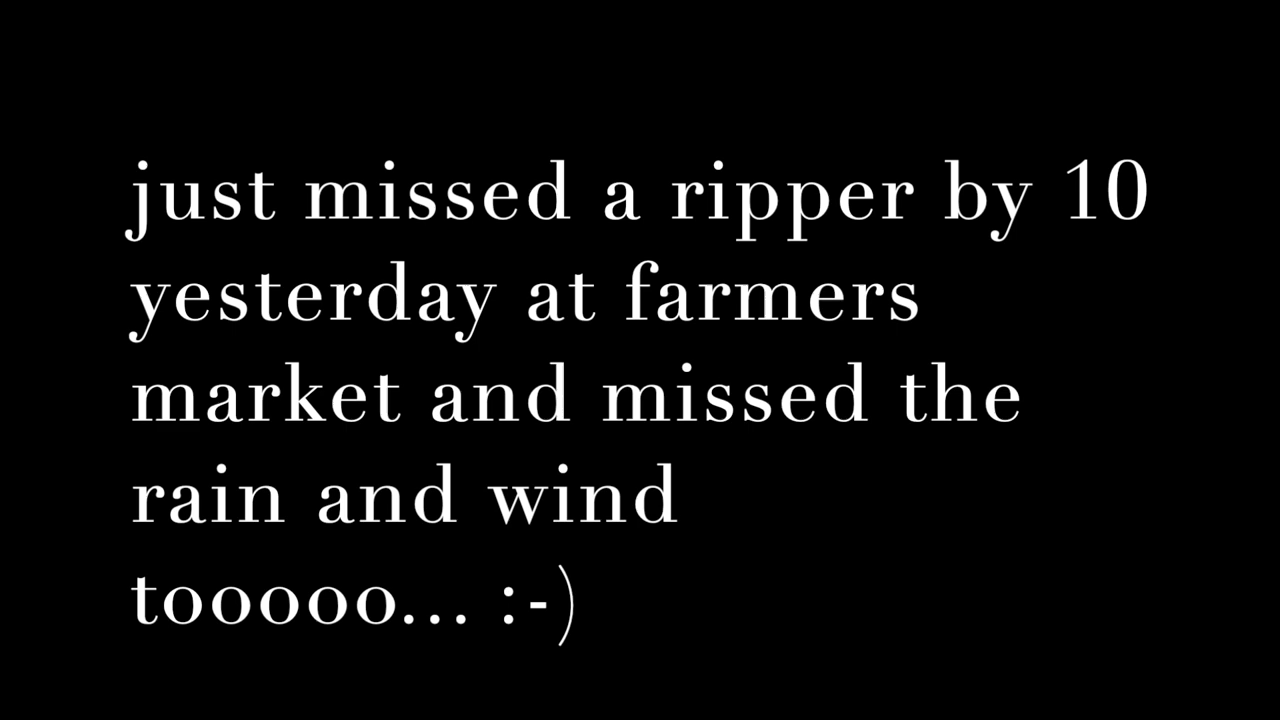 just missed a ripper by 10
yesterday at farmers
market and missed the
rain and wind
tooooo... :-)